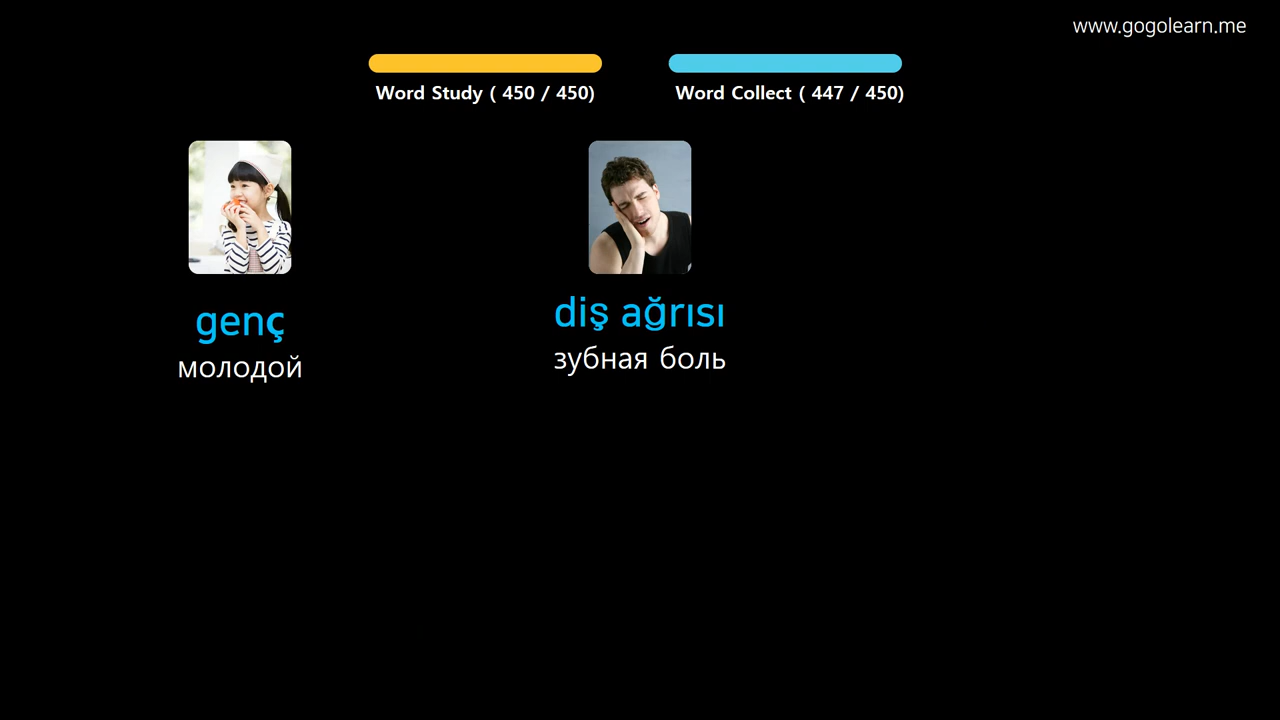 www.gogolearn.me
Word Study ( 450 / 450)
Word Collect ( 447 / 450)
genç
молодой
diş ağrısı
зубная боль